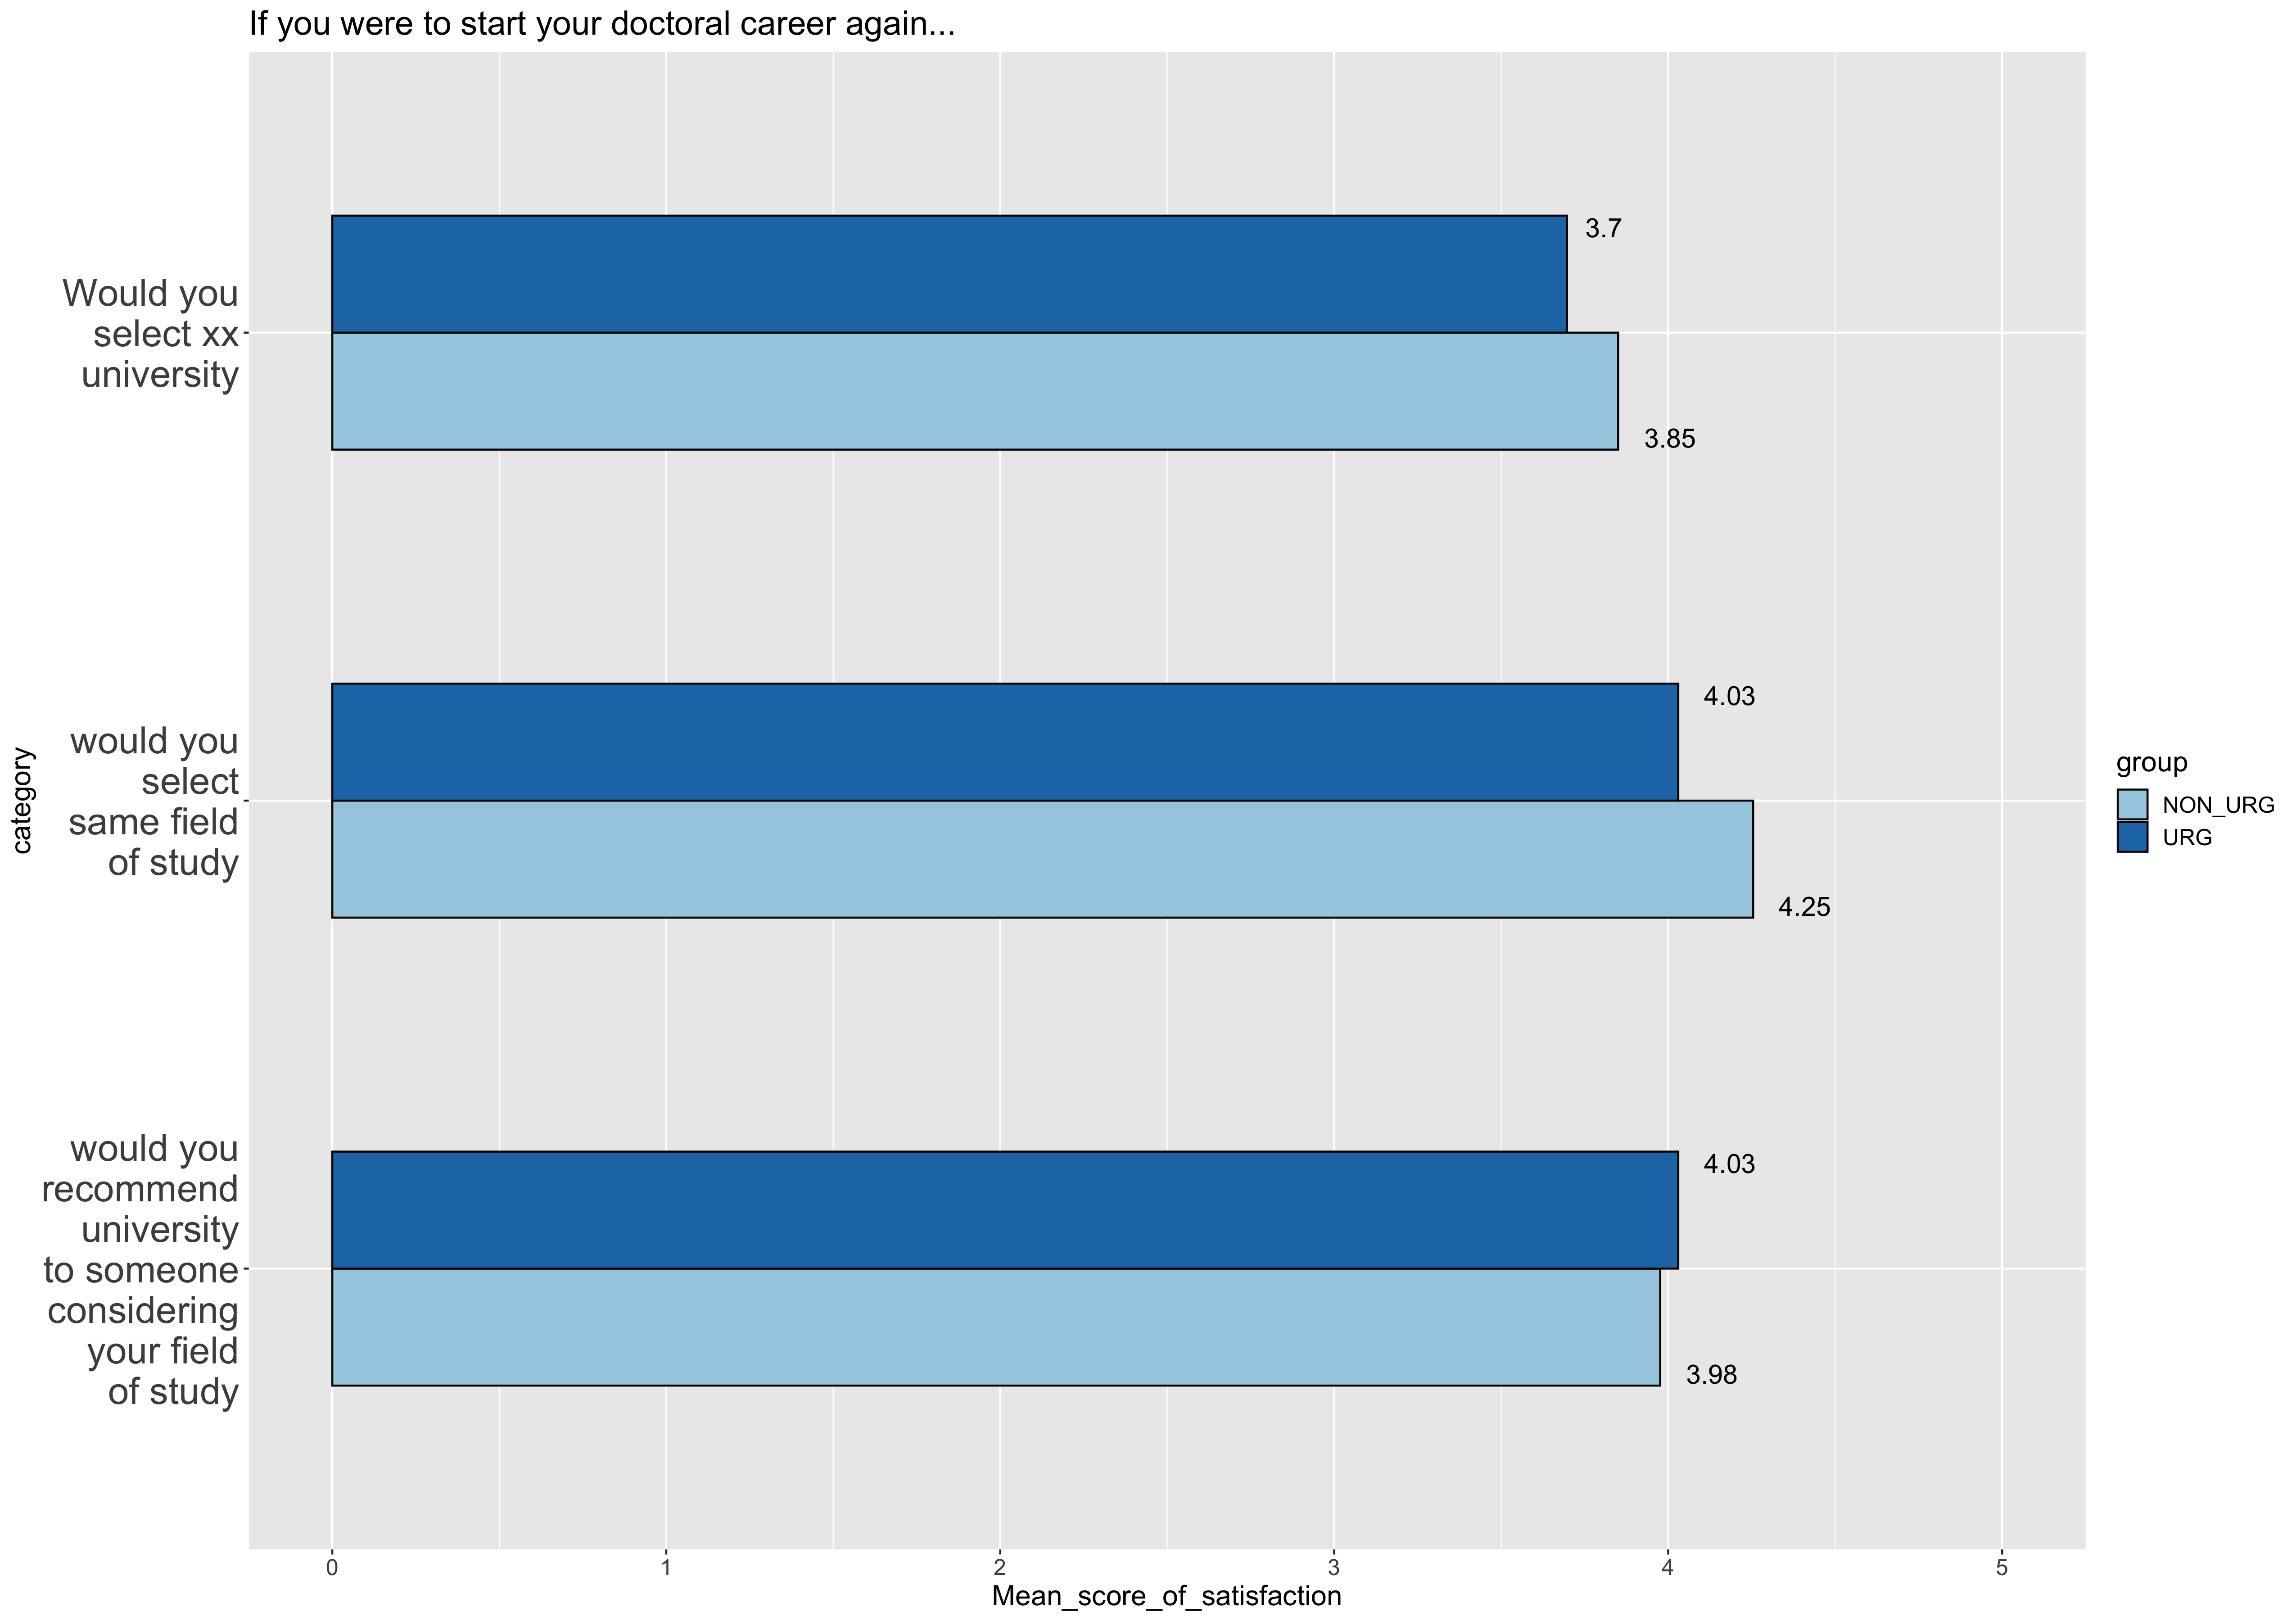 If you were to start your doctoral career again...
Would you
select xx
university
3.7
3.85
would you
select
same field
of study
4.03
4.25
would you
recommend
university
to someone
considering
your field
of study
4.03
3.98
category
0 1 2 3 4 5
Mean_score_of_satisfaction
group
NON_URG
URG